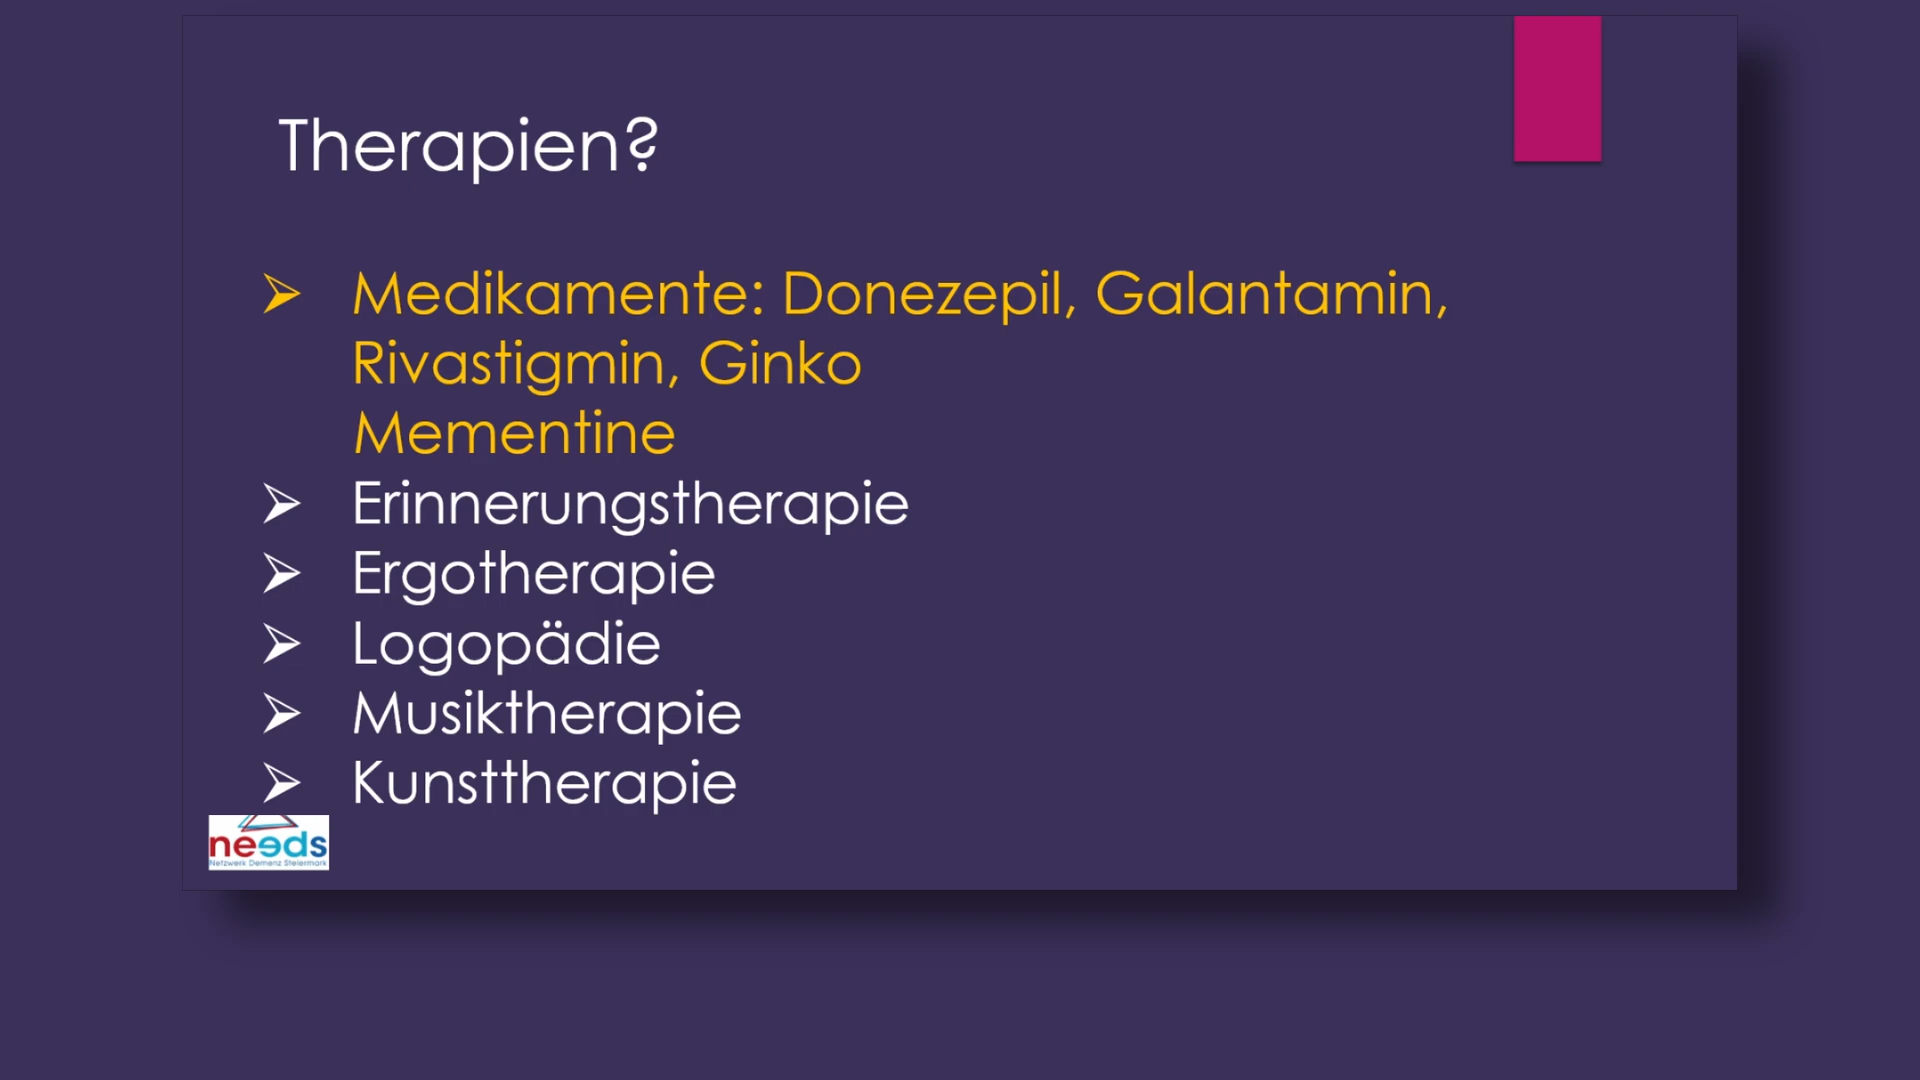 Therapien?
Medikamente: Donezepil, Galantamin,
Rivastigmin, Ginko
Mementine
Erinnerungstherapie
Ergotherapie
Logopädie
Musiktherapie
Kunsttherapie
needs
Netzwerk Demenz Steiermark